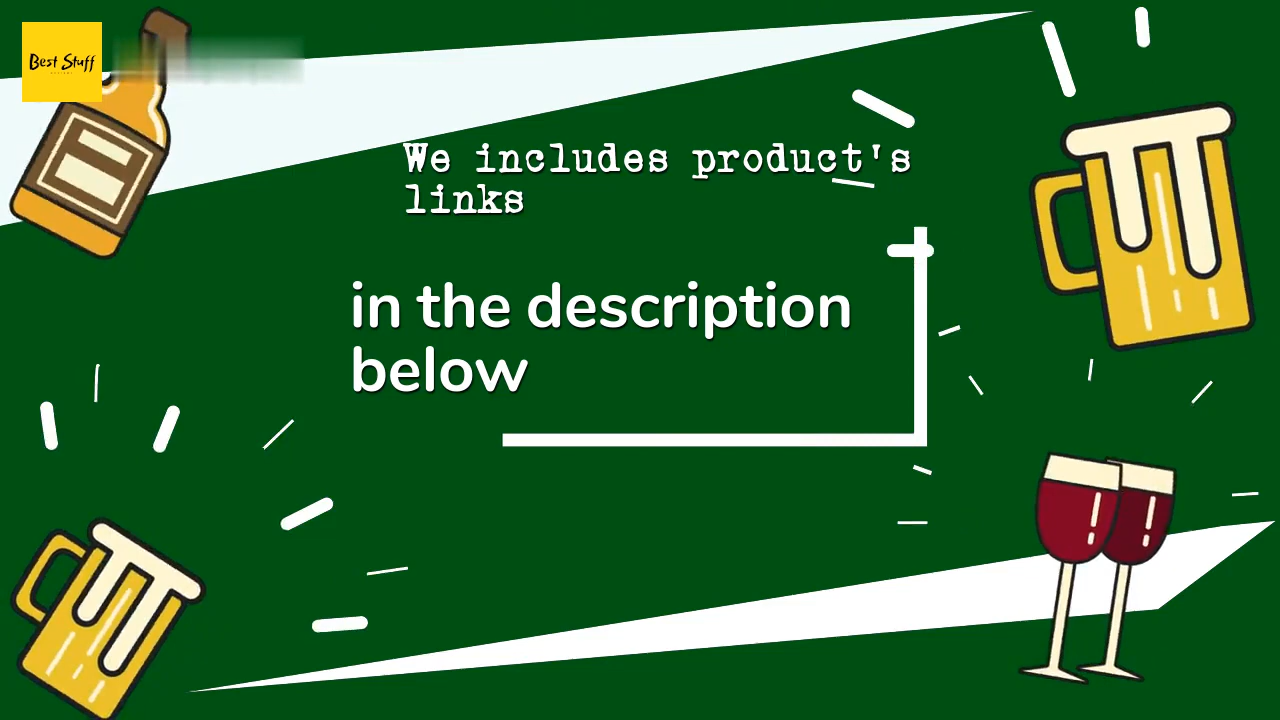 Best Stuff
We includes product's
links
in the description
below